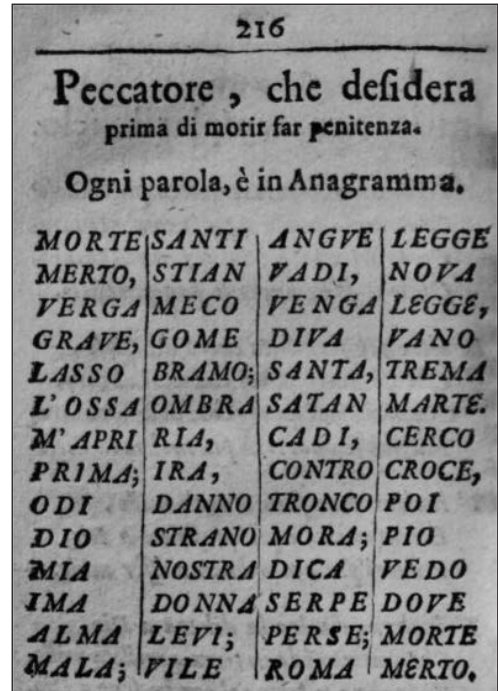 216
Peccatore, che deſidera
prima di morir far penitenza.
Ogni parola, è in Anagramma.
MORTE
MERTO,
VERGA
GRAVE,
LASSO
L'OSSA
M'APRI
PRIMA;
ODI
DIO
MIA
IMA
ALMA
MALA;
SANTI
STIAN
MECO
GOME
BRAMO;
OMBRA
RIA,
IRA,
DANNO
STRANO
NOSTRA
DONNA
LEVI;
VILE
ANGVE
VADI,
VENGA
DIVA
SANTA,
SATAN
CADI,
CONTRO
TRONCO
MORA;
DICA
SERPE
PERSE;
ROMA
LEGGE
NOVA
LEGGE,
VANO
TREMA
MARTE.
CERCO
CROCE,
POI
PIO
VEDO
DOVE
MORTE
MERTO.